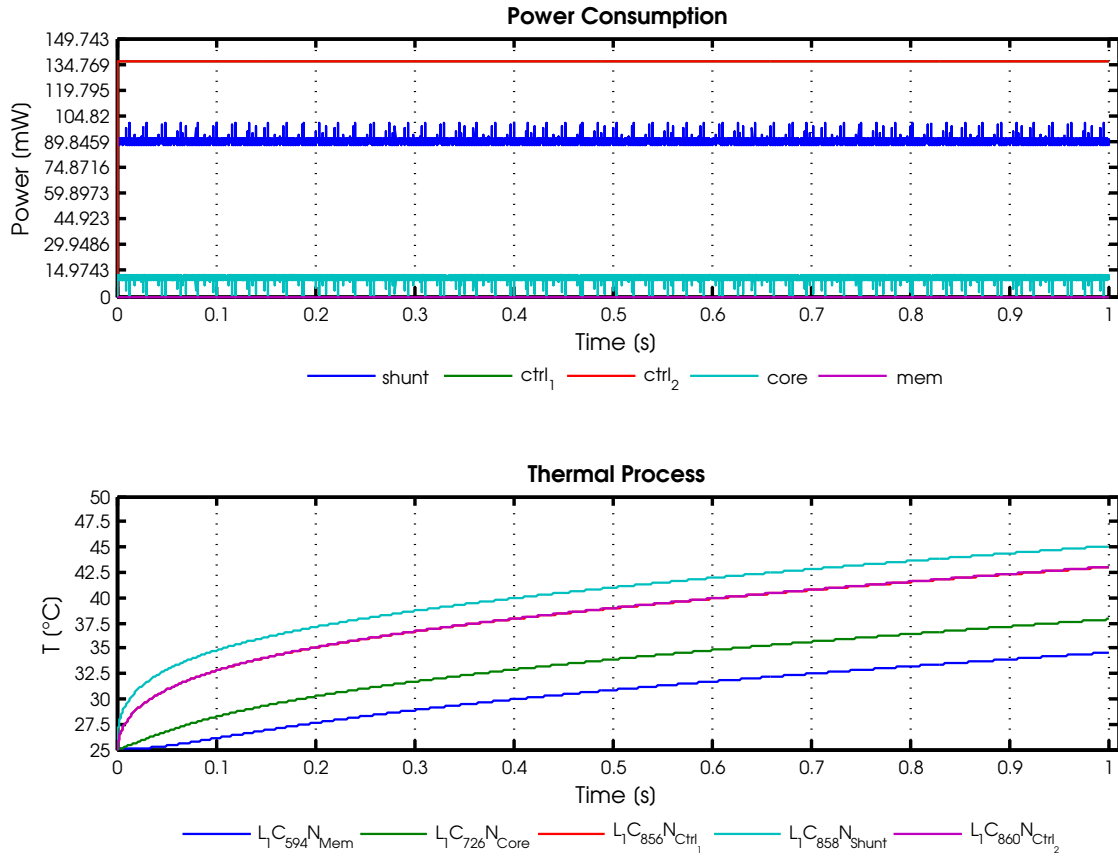 Power Consumption
149.743
134.769
119.795
104.82
89.8459
74.8716
59.8973
44.923
29.9486
14.9743
0
Power (mW)
0 0.1 0.2 0.3 0.4 0.5 0.6 0.7 0.8 0.9 1
Time (s)
shunt ctrl1 ctrl2 core mem
Thermal Process
50
47.5
45
42.5
40
37.5
35
32.5
30
27.5
25
T (°C)
0 0.1 0.2 0.3 0.4 0.5 0.6 0.7 0.8 0.9 1
Time (s)
L1C594NMem L1C726NCore L1C856NCtrl1 L1C858NShunt L1C860NCtrl2